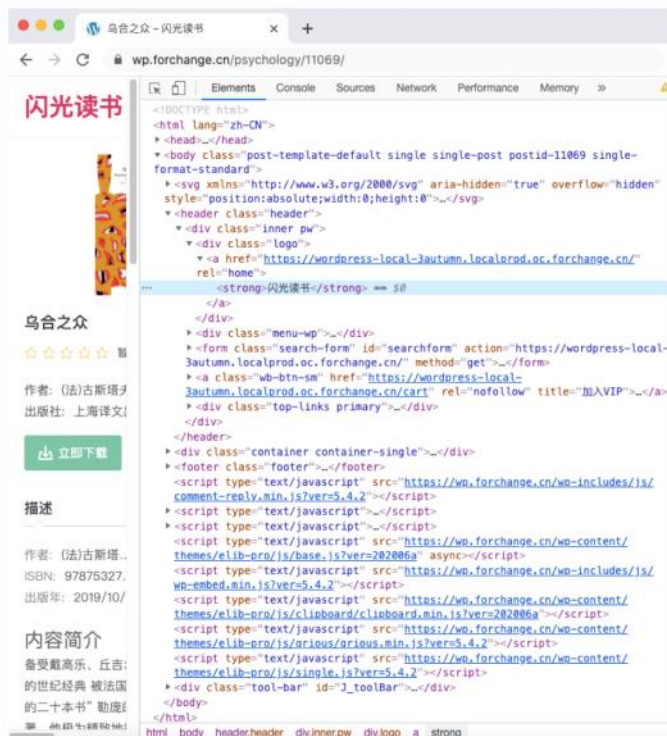 乌合之众 – 闪光读书
wp.forchange.cn/psychology/11069/
闪光读书
乌合之众
作者: (法)古斯塔夫
出版社: 上海译文出
立即下载
描述
作者: (法)古斯塔...
ISBN: 97875327.
出版年: 2019/10/
内容简介
备受戴高乐、丘吉
的世纪经典 被法国
的二十本书” 勒庞
Elements Console Sources Network Performance Memory »
<!DOCTYPE html>
<html lang="zh-CN">
<head>…</head>
<body class="post-template-default single single-post postid-11069 single-
format-standard">
<svg xmlns="http://www.w3.org/2000/svg" aria-hidden="true" overflow="hidden"
style="position:absolute;width:0;height:0">…</svg>
<header class="header">
<div class="inner pw">
<div class="logo">
<a href="https://wordpress-local-3autumn.localprod.oc.forchange.cn/"
rel="home">
<strong>闪光读书</strong> == $0
</a>
</div>
<div class="menu-wp">…</div>
<form class="search-form" id="searchform" action="https://wordpress-local-
3autumn.localprod.oc.forchange.cn/" method="get">…</form>
<a class="wb-btn-sm" href="https://wordpress-local-
3autumn.localprod.oc.forchange.cn/cart" rel="nofollow" title="加入VIP">…</a>
<div class="top-links primary">…</div>
</div>
</header>
<div class="container container-single">…</div>
<footer class="footer">…</footer>
<script type="text/javascript" src="https://wp.forchange.cn/wp-includes/js/
comment-reply.min.js?ver=5.4.2"></script>
<script type="text/javascript">…</script>
<script type="text/javascript">…</script>
<script type="text/javascript" src="https://wp.forchange.cn/wp-content/
themes/elib-pro/js/base.js?ver=202006a" async></script>
<script type="text/javascript" src="https://wp.forchange.cn/wp-includes/js/
wp-embed.min.js?ver=5.4.2"></script>
<script type="text/javascript" src="https://wp.forchange.cn/wp-content/
themes/elib-pro/js/clipboard/clipboard.min.js?ver=202006a"></script>
<script type="text/javascript" src="https://wp.forchange.cn/wp-content/
themes/elib-pro/js/qrious/qrious.min.js?ver=5.4.2"></script>
<script type="text/javascript" src="https://wp.forchange.cn/wp-content/
themes/elib-pro/js/single.js?ver=5.4.2"></script>
<div class="tool-bar" id="J_toolBar">…</div>
</body>
</html>
html body header.header div.inner.pw div.logo a strong